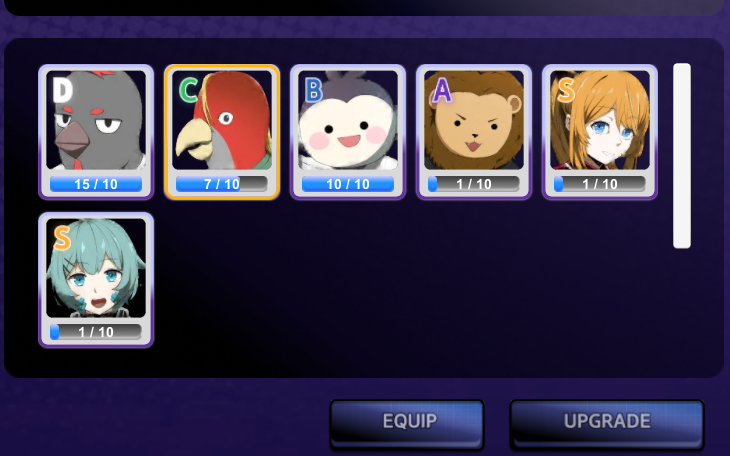 D
C
B
A
S
15 / 10
7 / 10
10 / 10
1 / 10
1 / 10
S
1 / 10
EQUIP
UPGRADE